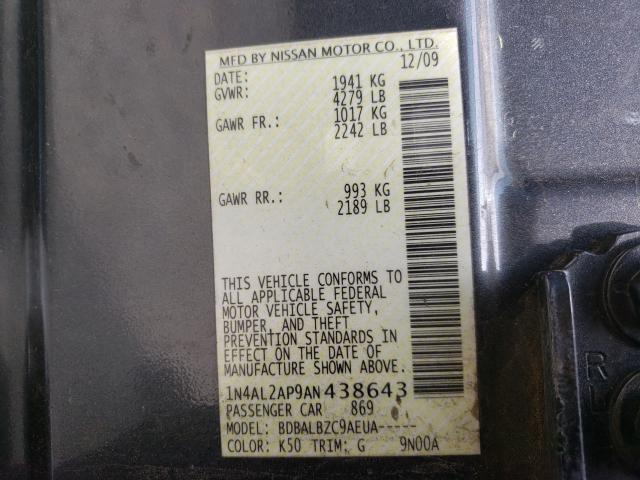 MFD BY NISSAN MOTOR CO., LTD.
DATE: 12/09
GVWR: 1941 KG
4279 LB
GAWR FR.: 1017 KG
2242 LB
GAWR RR.: 993 KG
2189 LB
THIS VEHICLE CONFORMS TO
ALL APPLICABLE FEDERAL
MOTOR VEHICLE SAFETY,
BUMPER, AND THEFT
PREVENTION STANDARDS IN
EFFECT ON THE DATE OF
MANUFACTURE SHOWN ABOVE.
1N4AL2AP9AN438643
PASSENGER CAR 869
MODEL: BDBALBZC9AEUA-----
COLOR: K50 TRIM: G 9N00A
R
L